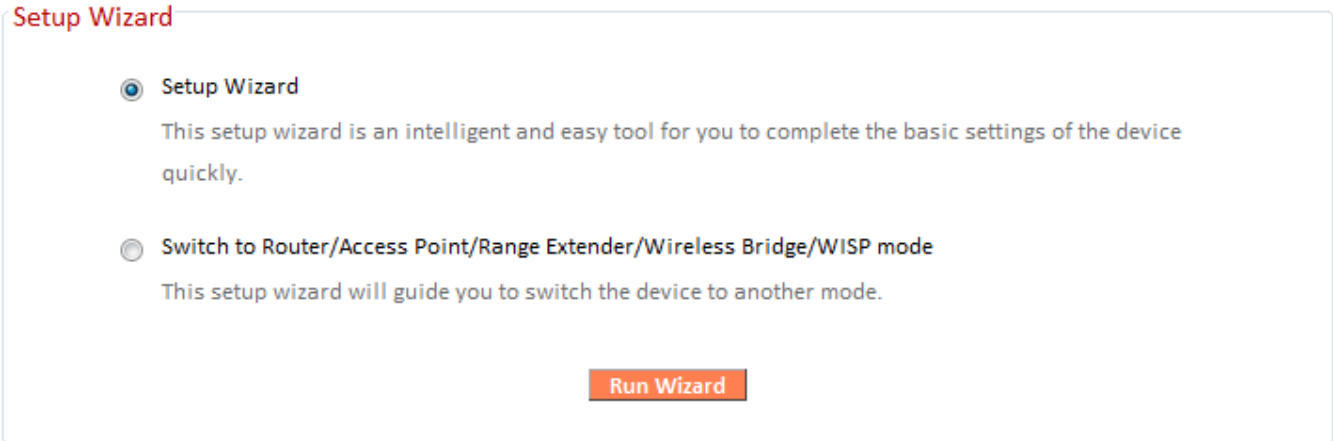 Setup Wizard
Setup Wizard
This setup wizard is an intelligent and easy tool for you to complete the basic settings of the device
quickly.
Switch to Router/Access Point/Range Extender/Wireless Bridge/WISP mode
This setup wizard will guide you to switch the device to another mode.
Run Wizard